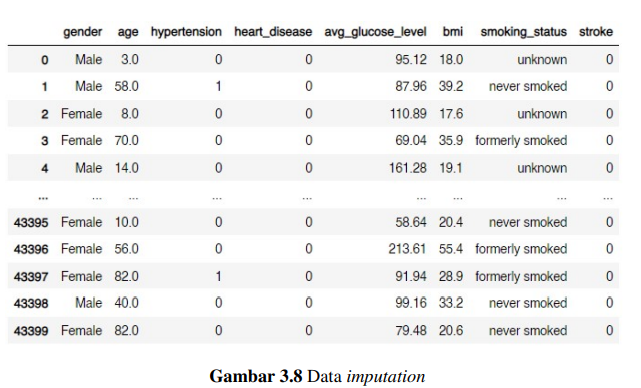 gender age hypertension heart_disease avg_glucose_level bmi smoking_status stroke
0 Male 3.0 0 0 95.12 18.0 unknown 0
1 Male 58.0 1 0 87.96 39.2 never smoked 0
2 Female 8.0 0 0 110.89 17.6 unknown 0
3 Female 70.0 0 0 69.04 35.9 formerly smoked 0
4 Male 14.0 0 0 161.28 19.1 unknown 0
... ... ... ... ... ... ... ... ...
43395 Female 10.0 0 0 58.64 20.4 never smoked 0
43396 Female 56.0 0 0 213.61 55.4 formerly smoked 0
43397 Female 82.0 1 0 91.94 28.9 formerly smoked 0
43398 Male 40.0 0 0 99.16 33.2 never smoked 0
43399 Female 82.0 0 0 79.48 20.6 never smoked 0
Gambar 3.8 Data imputation